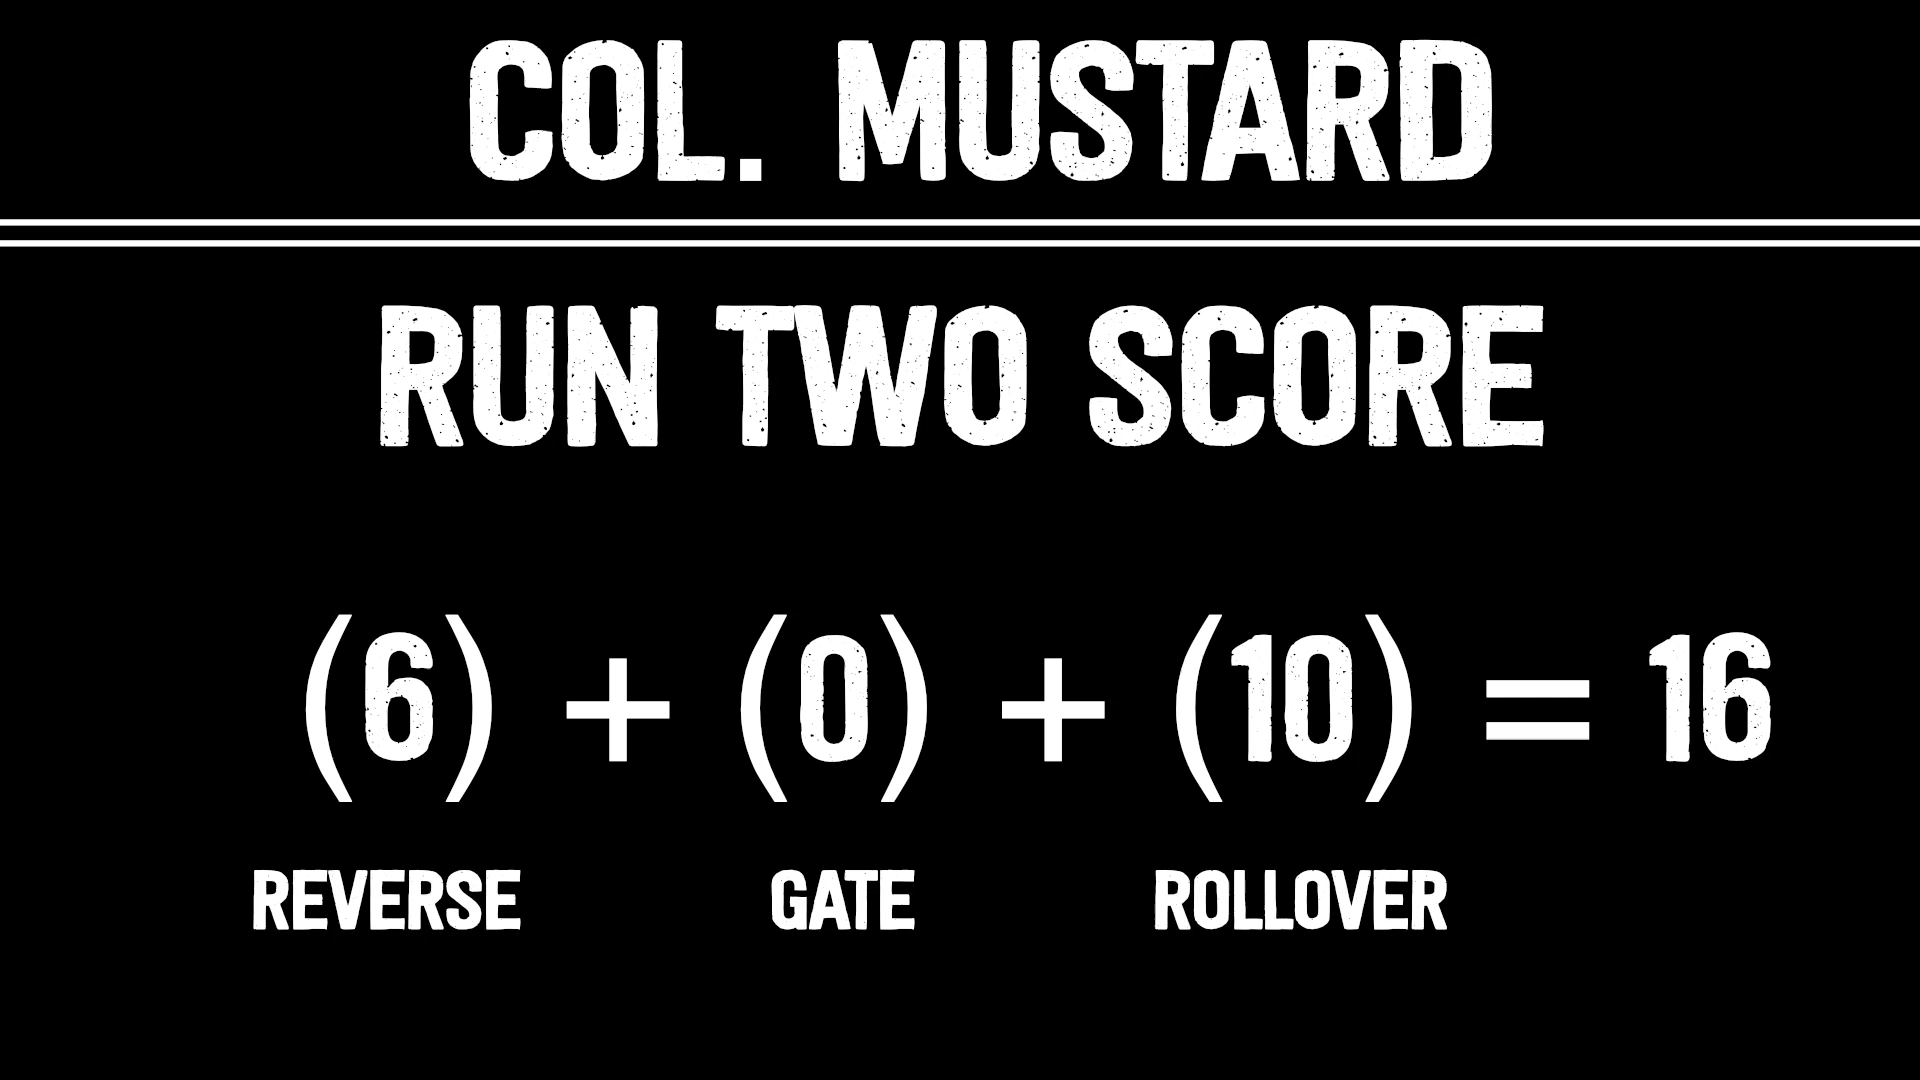 COL. MUSTARD
RUN TWO SCORE
(6) + (0) + (10) = 16
REVERSE GATE ROLLOVER